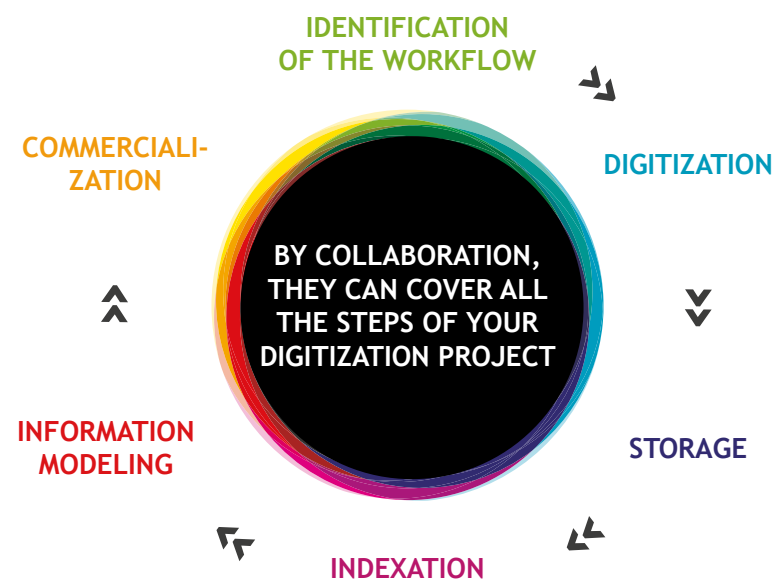 IDENTIFICATION
OF THE WORKFLOW
DIGITIZATION
STORAGE
INDEXATION
INFORMATION
MODELING
COMMERCIALI-
ZATION
BY COLLABORATION,
THEY CAN COVER ALL
THE STEPS OF YOUR
DIGITIZATION PROJECT